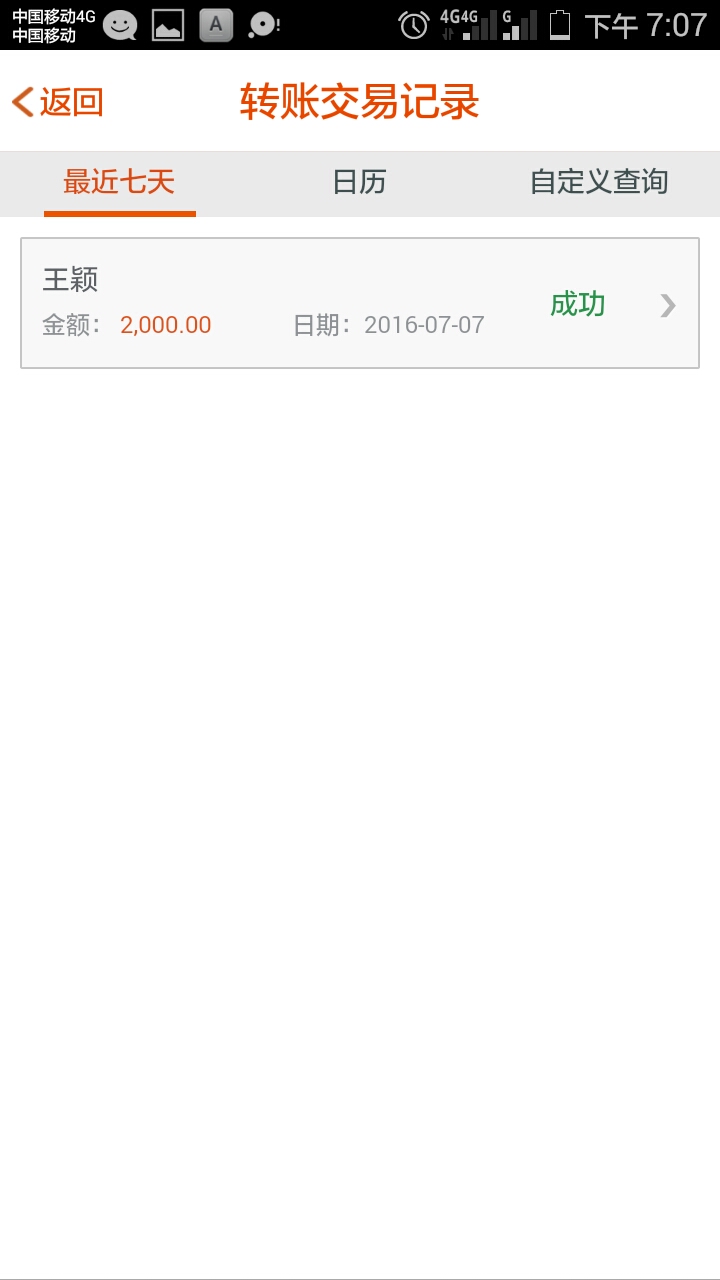 中国移动4G
中国移动
A
4G 4G G 下午 7:07
返回 转账交易记录
最近七天 日历 自定义查询
王颖
金额: 2,000.00 日期: 2016-07-07 成功